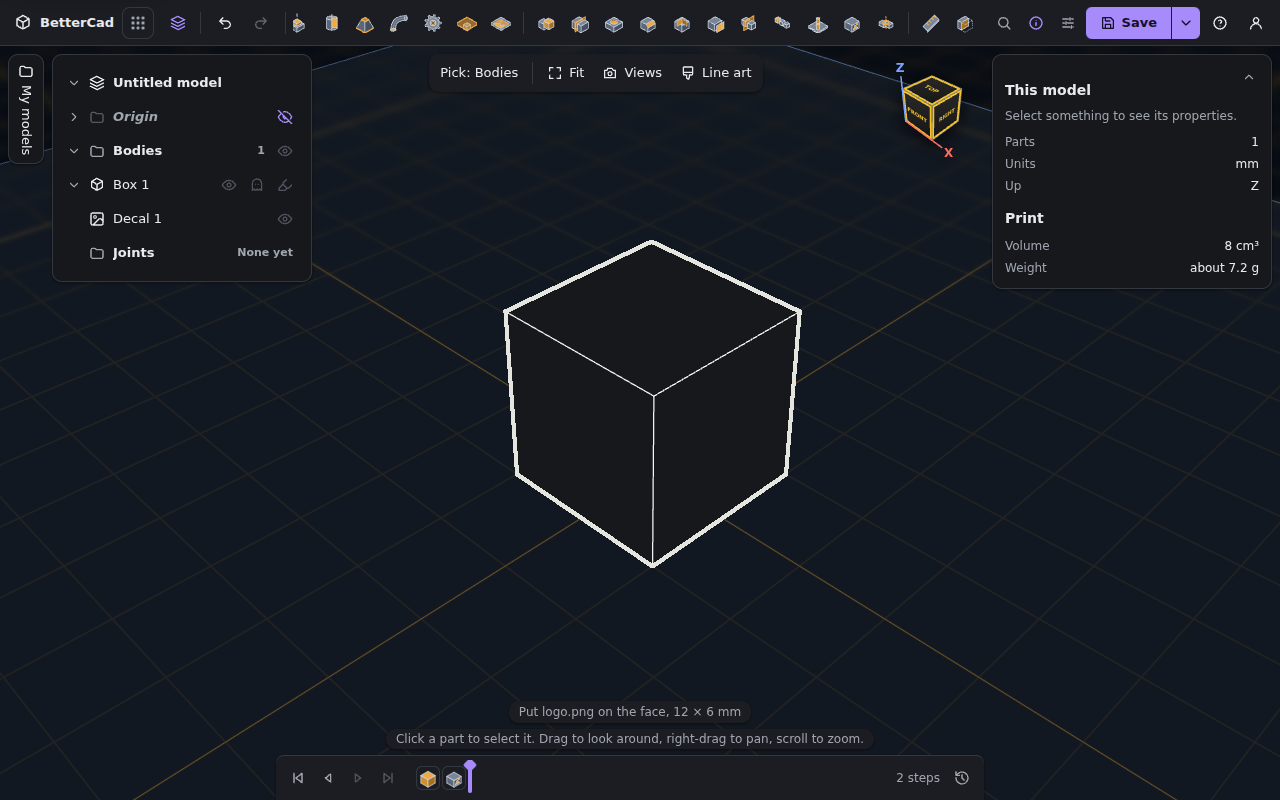 BetterCad
Save
My models
Untitled model
Origin
Bodies 1
Box 1
Decal 1
Joints None yet
Pick: Bodies Fit Views Line art
Z
TOP
FRONT
RIGHT
X
This model
Select something to see its properties.
Parts 1
Units mm
Up Z
Print
Volume 8 cm³
Weight about 7.2 g
Put logo.png on the face, 12 × 6 mm
Click a part to select it. Drag to look around, right-drag to pan, scroll to zoom.
2 steps